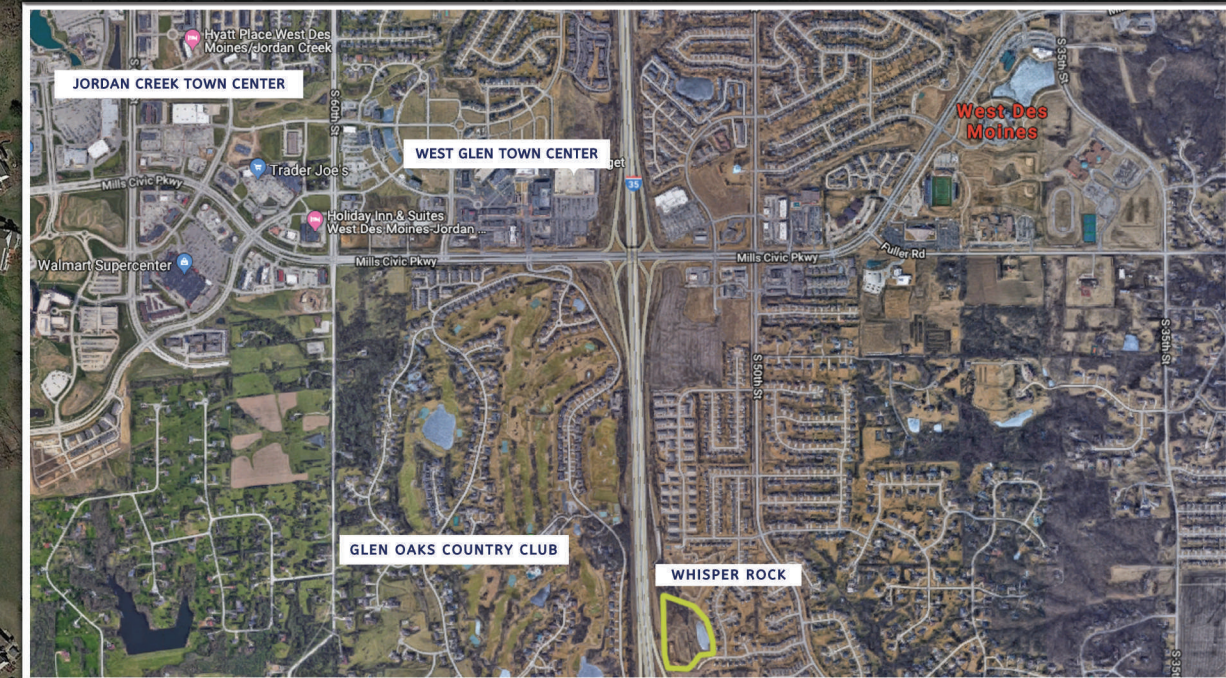 Hyatt Place West Des
Moines/Jordan Creek
JORDAN CREEK TOWN CENTER
S 60th St
S 35th St
West Des
Moines
WEST GLEN TOWN CENTER
get
Trader Joe's
35
Mills Civic Pkwy
Holiday Inn & Suites
West Des Moines-Jordan ...
Walmart Supercenter
Mills Civic Pkwy
Mills Civic Pkwy
Fuller Rd
S 50th St
S 35th St
GLEN OAKS COUNTRY CLUB
WHISPER ROCK